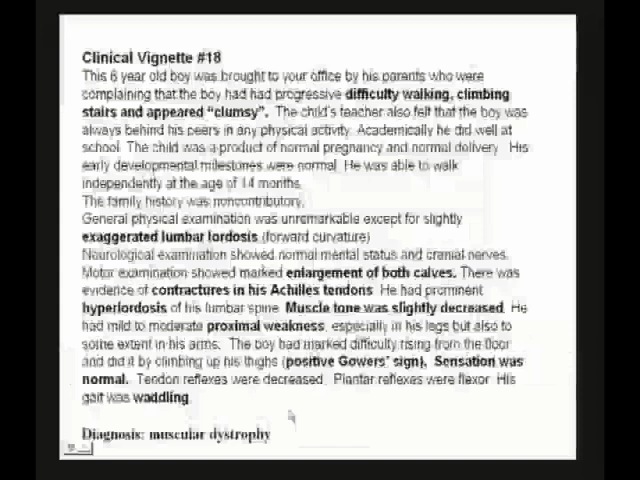 Clinical Vignette #18
This 6 year old boy was brought to your office by his parents who were
complaining that the boy had had progressive difficulty walking, climbing
stairs and appeared "clumsy". The child's teacher also felt that the boy was
always behind his peers in any physical activity. Academically he did well at
school. The child was a product of normal pregnancy and normal delivery. His
early developmental milestones were normal. He was able to walk
independently at the age of 14 months.
The family history was noncontributory.
General physical examination was unremarkable except for slightly
exaggerated lumbar lordosis (forward curvature)
Neurological examination showed normal mental status and cranial nerves.
Motor examination showed marked enlargement of both calves. There was
evidence of contractures in his Achilles tendons. He had prominent
hyperlordosis of his lumbar spine. Muscle tone was slightly decreased. He
had mild to moderate proximal weakness, especially in his legs but also to
some extent in his arms. The boy had marked difficulty rising from the floor
and did it by climbing up his thighs (positive Gowers' sign). Sensation was
normal. Tendon reflexes were decreased. Plantar reflexes were flexor. His
gait was waddling.
Diagnosis: muscular dystrophy